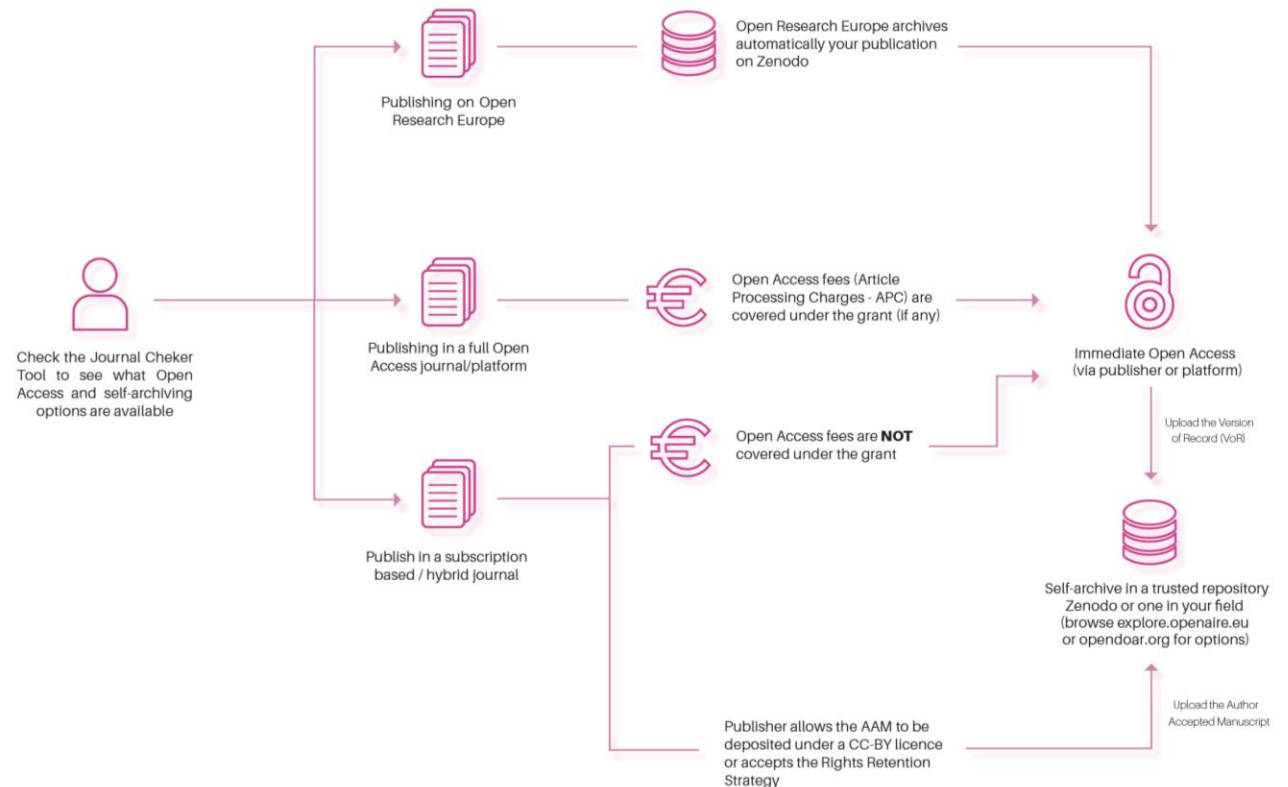 Open Research Europe archives
automatically your publication
on Zenodo
Publishing on Open
Research Europe
Check the Journal Cheker
Tool to see what Open
Access and self-archiving
options are available
Publishing in a full Open
Access journal/platform
Open Access fees (Article
Processing Charges - APC) are
covered under the grant (if any)
Immediate Open Access
(via publisher or platform)
Publish in a subscription
based / hybrid journal
Open Access fees are NOT
covered under the grant
Upload the Version
of Record (VoR)
Self-archive in a trusted repository
Zenodo or one in your field
(browse explore.openaire.eu
or opendoar.org for options)
Publisher allows the AAM to be
deposited under a CC-BY licence
or accepts the Rights Retention
Strategy
Upload the Author
Accepted Manuscript